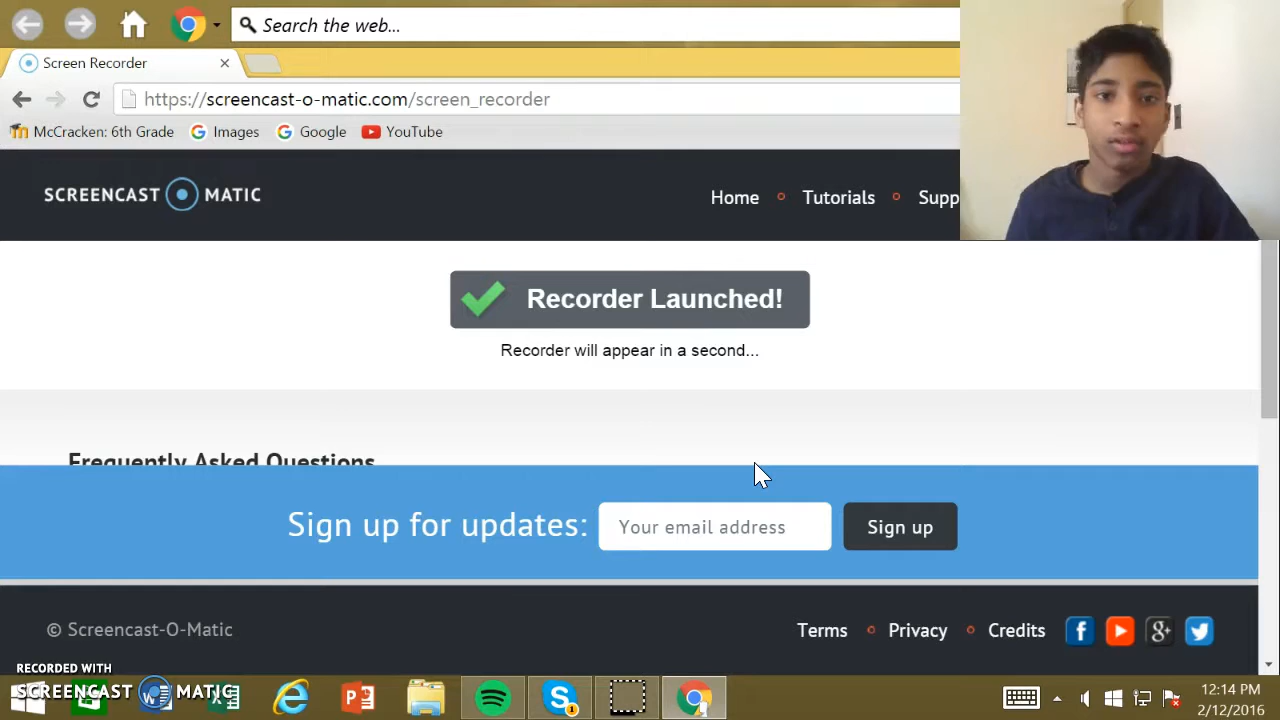 Search the web...
Screen Recorder
https://screencast-o-matic.com/screen_recorder
McCracken: 6th Grade Images Google YouTube
SCREENCAST MATIC
Home Tutorials Supp
Recorder Launched!
Recorder will appear in a second...
Frequently Asked Questions
Sign up for updates: Your email address Sign up
© Screencast-O-Matic
Terms Privacy Credits
RECORDED WITH
SCREENCAST MATIC
12:14 PM
2/12/2016